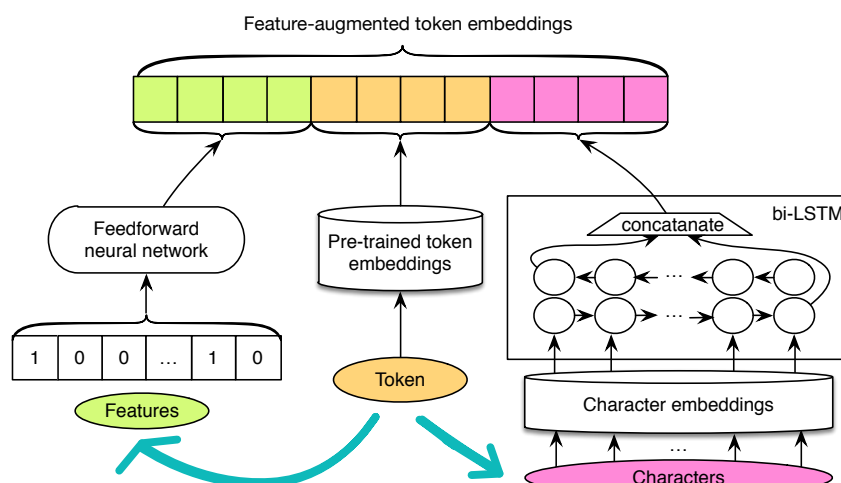 Feature-augmented token embeddings
bi-LSTM
concatanate
Feedforward
neural network
Pre-trained token
embeddings
...
...
1 0 0 ... 1 0
Token
Features
Character embeddings
...
Characters